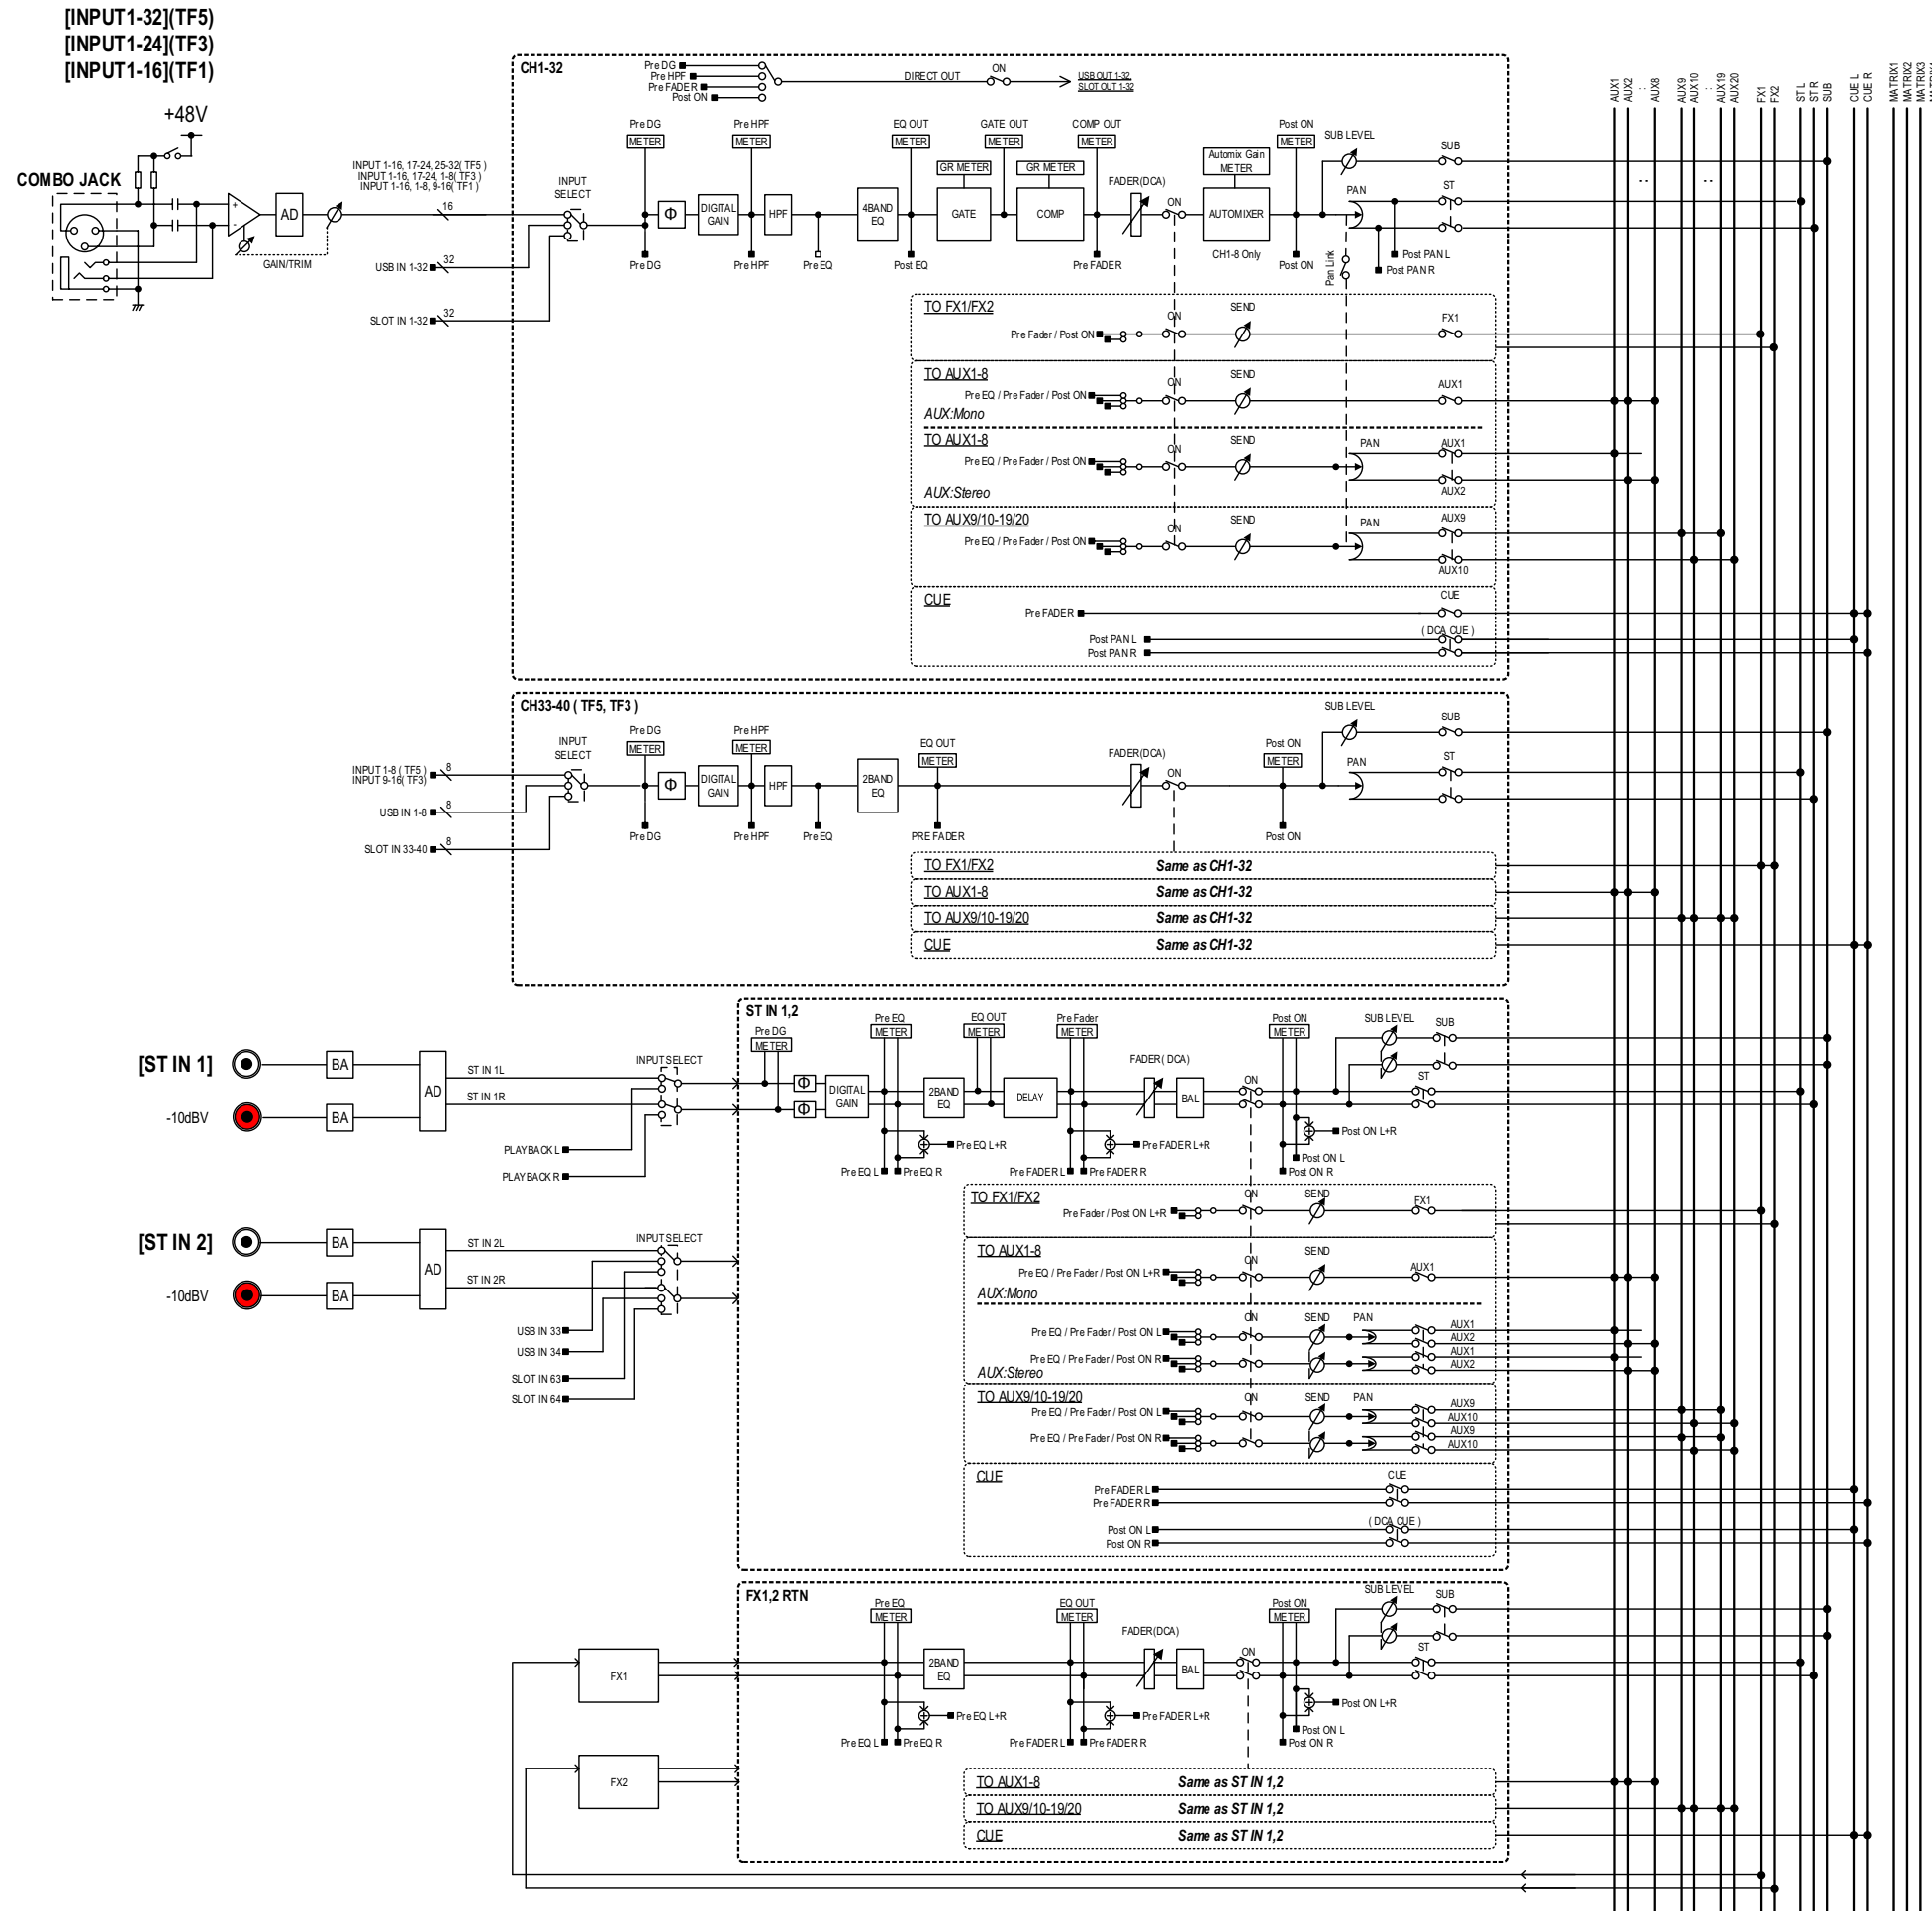 [INPUT1-32](TF5)
[INPUT1-24](TF3)
[INPUT1-16](TF1)
+48V
COMBO JACK
+
-
AD
GAIN/TRIM
INPUT 1-16, 17-24, 25-32( TF5 )
INPUT 1-16, 17-24, 1-8( TF3 )
INPUT 1-16, 1-8, 9-16( TF1 )
16
USB IN 1-32
32
SLOT IN 1-32
32
CH1-32
Pre DG
Pre HPF
Pre FADER
Post ON
DIRECT OUT
ON
USB OUT 1-32
SLOT OUT 1-32
INPUT
SELECT
Pre DG
METER
Pre HPF
METER
EQ OUT
METER
GATE OUT
METER
COMP OUT
METER
Post ON
METER
GR METER
GR METER
Automix Gain
METER
SUB LEVEL
SUB
FADER(DCA)
ON
PAN
ST
Φ
DIGITAL
GAIN
HPF
4BAND
EQ
GATE
COMP
AUTOMIXER
CH1-8 Only
Pre DG
Pre HPF
Pre EQ
Post EQ
Pre FADER
Post ON
Pan Link
Post PAN L
Post PAN R
TO FX1/FX2
Pre Fader / Post ON
ON
SEND
FX1
TO AUX1-8
Pre EQ / Pre Fader / Post ON
ON
SEND
AUX1
AUX:Mono
TO AUX1-8
Pre EQ / Pre Fader / Post ON
ON
SEND
PAN
AUX1
AUX2
AUX:Stereo
TO AUX9/10-19/20
Pre EQ / Pre Fader / Post ON
ON
SEND
PAN
AUX9
AUX10
CUE
Pre FADER
CUE
Post PAN L
Post PAN R
( DCA CUE )
AUX1
AUX2
: 
AUX8
AUX9
AUX10
:
AUX19
AUX20
FX1
FX2
ST L
ST R
SUB
CUE L
CUE R
MATRIX1
MATRIX2
MATRIX3
CH33-40 ( TF5, TF3 )
INPUT 1-8 ( TF5 )
INPUT 9-16( TF3)
8
USB IN 1-8
8
SLOT IN 33-40
8
INPUT
SELECT
Pre DG
METER
Pre HPF
METER
EQ OUT
METER
FADER(DCA)
ON
Post ON
METER
SUB LEVEL
SUB
PAN
ST
Φ
DIGITAL
GAIN
HPF
2BAND
EQ
Pre DG
Pre HPF
Pre EQ
PRE FADER
Post ON
TO FX1/FX2
Same as CH1-32
TO AUX1-8
Same as CH1-32
TO AUX9/10-19/20
Same as CH1-32
CUE
Same as CH1-32
[ST IN 1]
-10dBV
BA
BA
AD
ST IN 1L
ST IN 1R
INPUT SELECT
PLAYBACK L
PLAYBACK R
ST IN 1,2
Pre DG
METER
Pre EQ
METER
EQ OUT
METER
Pre Fader
METER
FADER( DCA)
Post ON
METER
SUB LEVEL
SUB
ON
ST
Φ
Φ
DIGITAL
GAIN
2BAND
EQ
DELAY
BAL
Pre EQ L+R
Pre EQ L
Pre EQ R
Pre FADER L+R
Pre FADER L
Pre FADER R
Post ON L+R
Post ON L
Post ON R
[ST IN 2]
-10dBV
BA
BA
AD
ST IN 2L
ST IN 2R
INPUT SELECT
USB IN 33
USB IN 34
SLOT IN 63
SLOT IN 64
TO FX1/FX2
Pre Fader / Post ON L+R
ON
SEND
FX1
TO AUX1-8
Pre EQ / Pre Fader / Post ON L+R
ON
SEND
AUX1
AUX:Mono
Pre EQ / Pre Fader / Post ON L
Pre EQ / Pre Fader / Post ON R
ON
SEND
PAN
AUX1
AUX2
AUX1
AUX2
AUX:Stereo
TO AUX9/10-19/20
Pre EQ / Pre Fader / Post ON L
Pre EQ / Pre Fader / Post ON R
ON
SEND
PAN
AUX9
AUX10
AUX9
AUX10
CUE
Pre FADER L
Pre FADER R
CUE
Post ON L
Post ON R
( DCA CUE )
FX1,2 RTN
FX1
FX2
Pre EQ
METER
EQ OUT
METER
FADER(DCA)
Post ON
METER
SUB LEVEL
SUB
ON
ST
2BAND
EQ
BAL
Pre EQ L+R
Pre EQ L
Pre EQ R
Pre FADER L+R
Pre FADER L
Pre FADER R
Post ON L+R
Post ON L
Post ON R
TO AUX1-8
Same as ST IN 1,2
TO AUX9/10-19/20
Same as ST IN 1,2
CUE
Same as ST IN 1,2